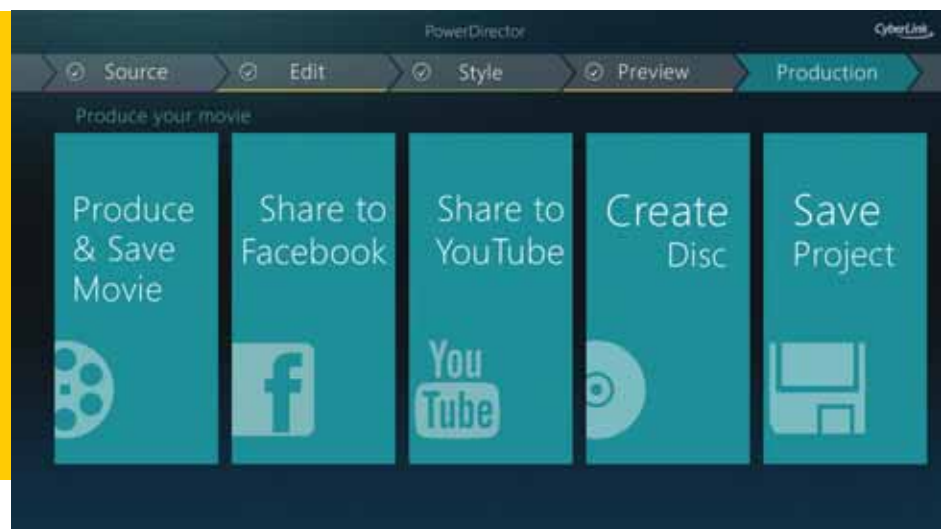 PowerDirector
CyberLink
Source
Edit
Style
Preview
Production
Produce your movie
Produce
& Save
Movie
Share to
Facebook
Share to
YouTube
Create
Disc
Save
Project
f
You
Tube